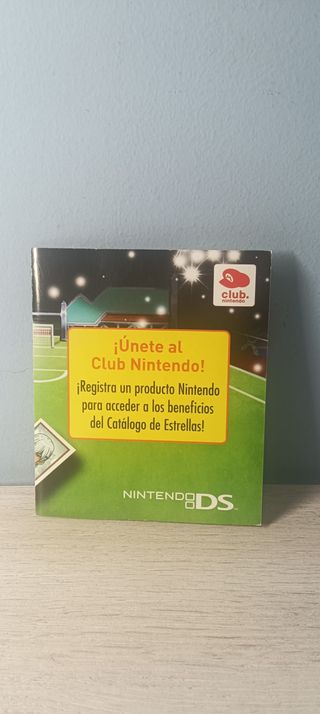 club.
nintendo
¡Únete al
Club Nintendo!
¡Registra un producto Nintendo
para acceder a los beneficios
del Catálogo de Estrellas!
NINTENDO DS™